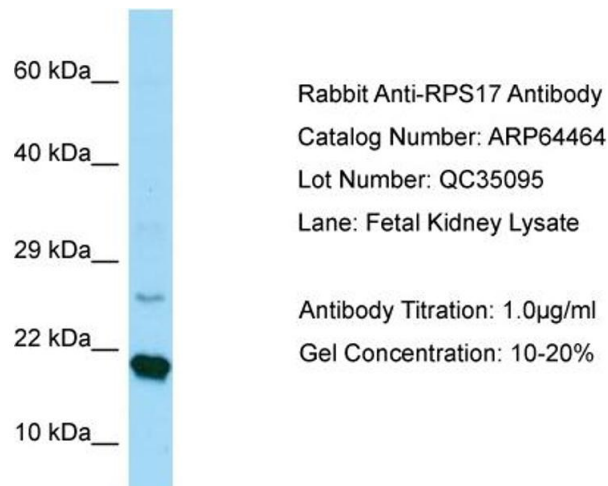 60 kDa
Rabbit Anti-RPS17 Antibody
Catalog Number: ARP64464
40 kDa
Lot Number: QC35095
Lane: Fetal Kidney Lysate
29 kDa
Antibody Titration: 1.0µg/ml
22 kDa
Gel Concentration: 10-20%
10 kDa